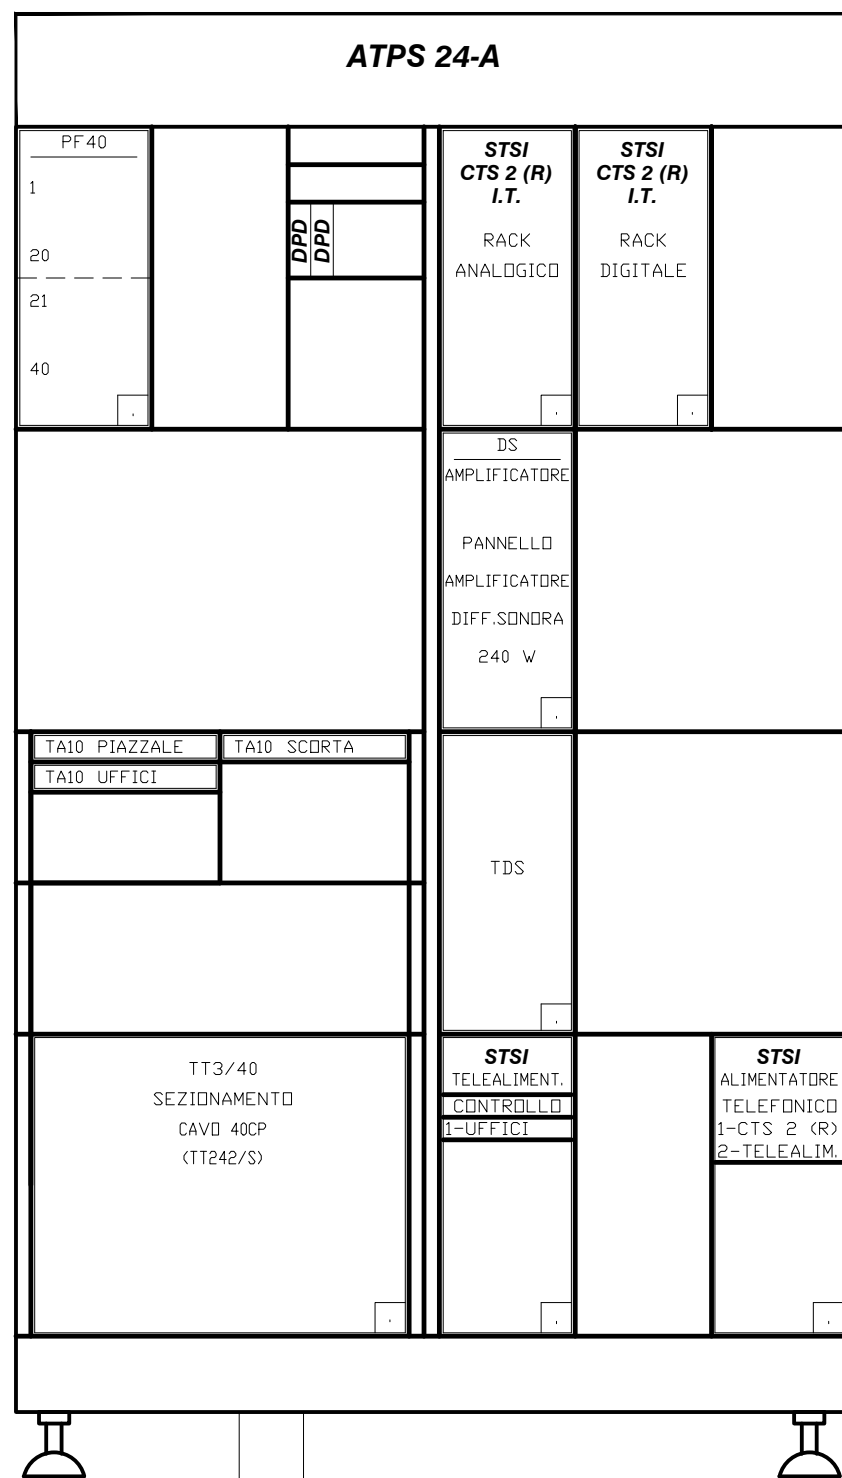 ATPS 24-A
PF40
1
20
21
40
DPD
DPD
STSI
CTS 2 (R)
I.T.
RACK
ANALOGICO
STSI
CTS 2 (R)
I.T.
RACK
DIGITALE
DS
AMPLIFICATORE
PANNELLO
AMPLIFICATORE
DIFF.SONORA
240 W
TA10 PIAZZALE
TA10 SCORTA
TA10 UFFICI
TDS
TT3/40
SEZIONAMENTO
CAVO 40CP
(TT242/S)
STSI
TELEALIMENT.
CONTROLLO
1-UFFICI
STSI
ALIMENTATORE
TELEFONICO
1-CTS 2 (R)
2-TELEALIM.